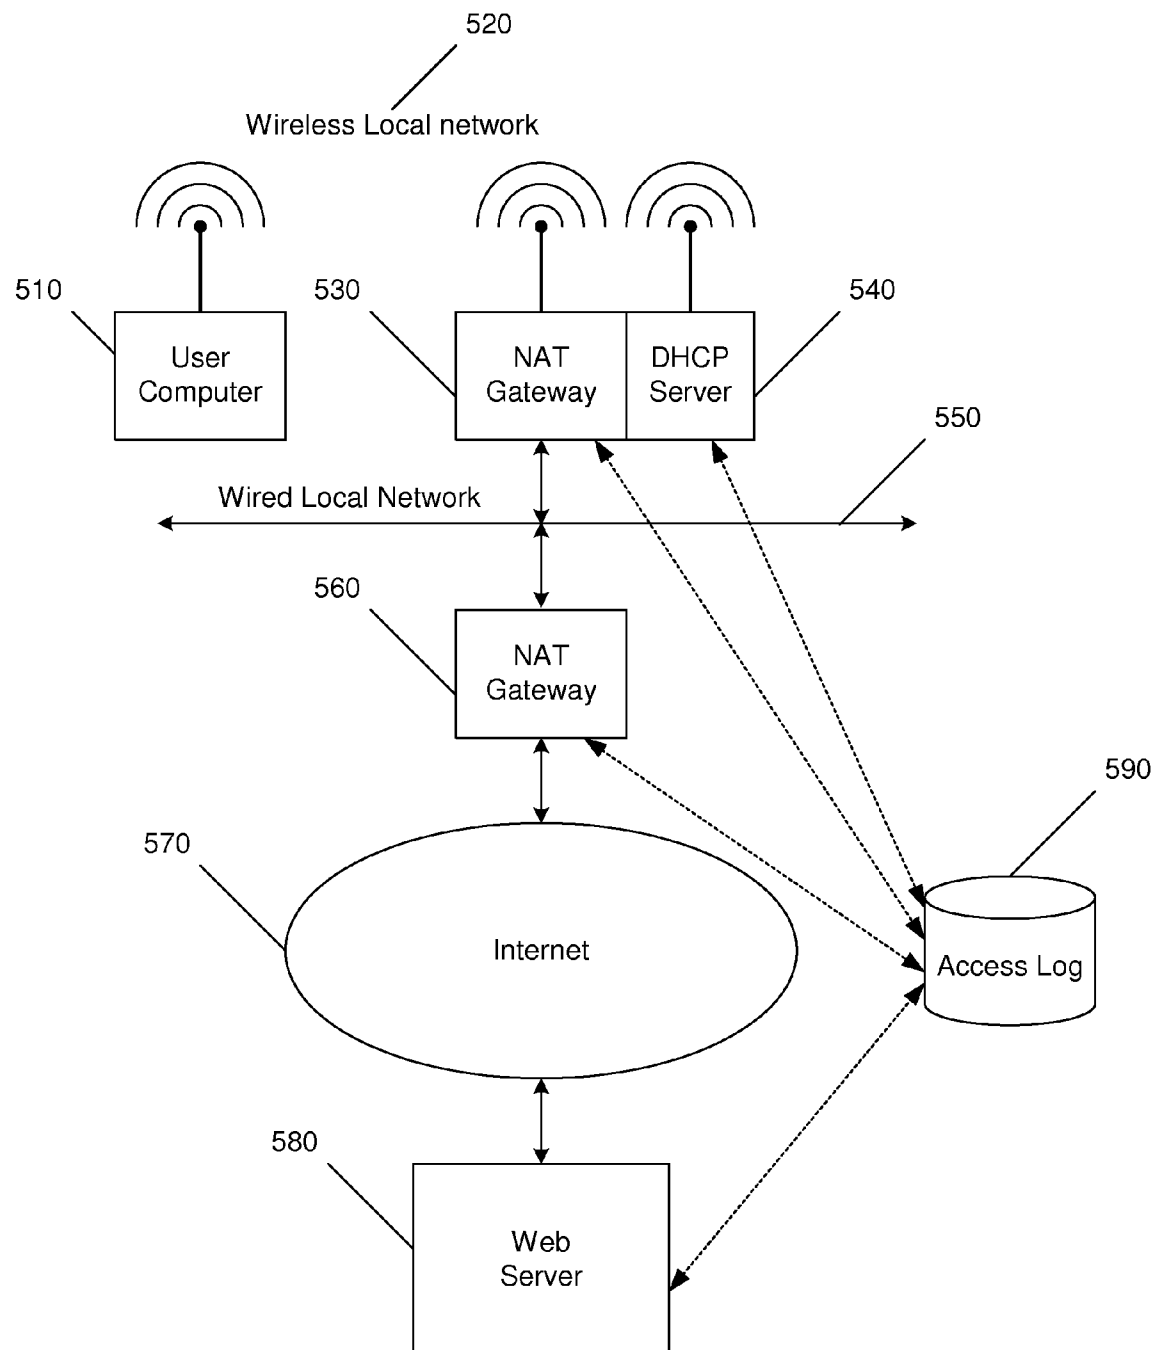 520
Wireless Local network
510
530
540
User
Computer
NAT
Gateway
DHCP
Server
550
Wired Local Network
560
NAT
Gateway
590
570
Internet
Access Log
580
Web
Server